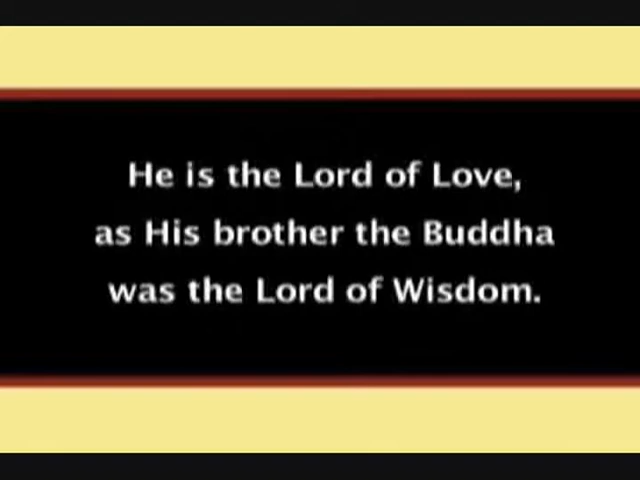 He is the Lord of Love,
as His brother the Buddha
was the Lord of Wisdom.